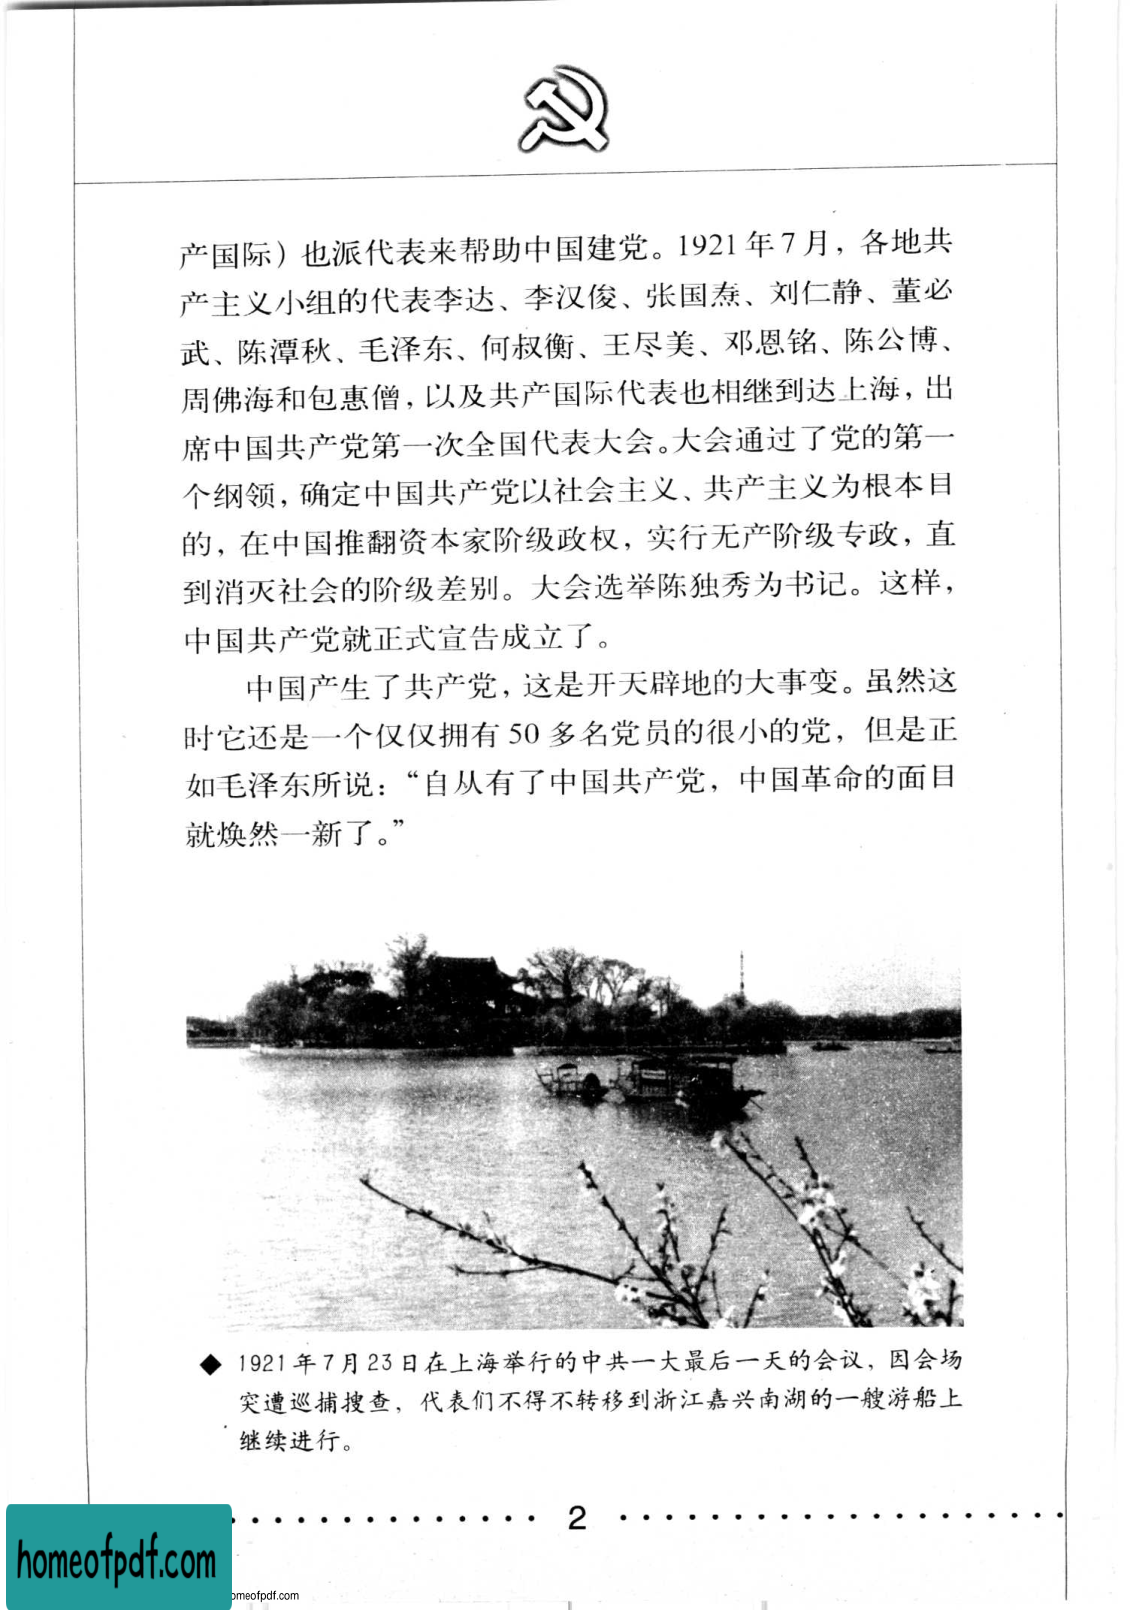 产国际）也派代表来帮助中国建党。1921年7月，各地共
产主义小组的代表李达、李汉俊、张国焘、刘仁静、董必
武、陈潭秋、毛泽东、何叔衡、王尽美、邓恩铭、陈公博、
周佛海和包惠僧，以及共产国际代表也相继到达上海，出
席中国共产党第一次全国代表大会。大会通过了党的第一
个纲领，确定中国共产党以社会主义、共产主义为根本目
的，在中国推翻资本家阶级政权，实行无产阶级专政，直
到消灭社会的阶级差别。大会选举陈独秀为书记。这样，
中国共产党就正式宣告成立了。
中国产生了共产党，这是开天辟地的大事变。虽然这
时它还是一个仅仅拥有50多名党员的很小的党，但是正
如毛泽东所说：“自从有了中国共产党，中国革命的面目
就焕然一新了。”
◆ 1921年7月23日在上海举行的中共一大最后一天的会议，因会场
突遭巡捕搜查，代表们不得不转移到浙江嘉兴南湖的一艘游船上
继续进行。
2
homeofpdf.com
omeofpdf.com